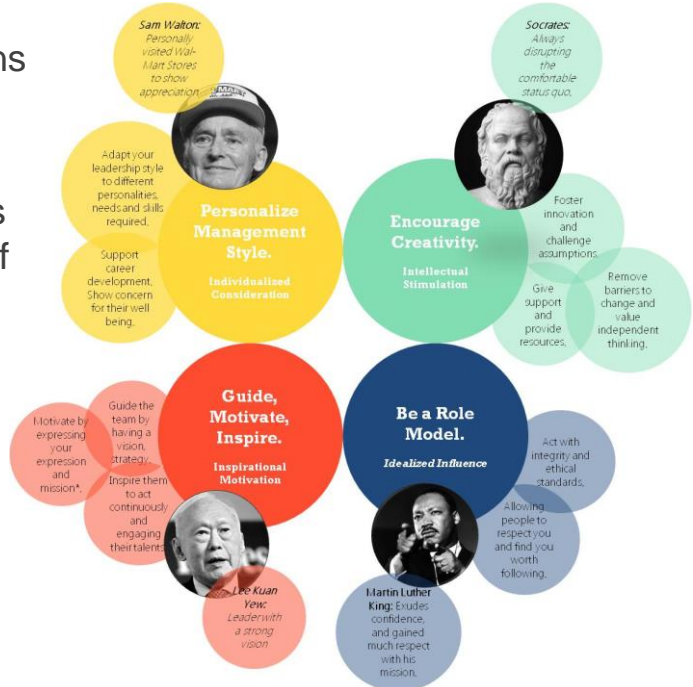 ns
s
f
Sam Walton:
Personally
visited Wal-
Mart Stores
to show
appreciation.
Adapt your
leadership style
to different
personalities,
needs and skills
required.
Support
career
development.
Show concern
for their well
being.
Personalize
Management
Style.
Individualized
Consideration
Socrates:
Always
disrupting
the
comfortable
status quo.
Encourage
Creativity.
Intellectual
Stimulation
Foster
innovation
and
challenge
assumptions.
Give
support
and
provide
resources.
Remove
barriers to
change and
value
independent
thinking.
Guide,
Motivate,
Inspire.
Inspirational
Motivation
Guide the
team by
having a
vision,
strategy.
Motivate by
expressing
your
expression
and
mission*.
Inspire them
to act
continuously
and
engaging
their talents
Lee Kuan
Yew:
Leader with
a strong
vision
Be a Role
Model.
Idealized Influence
Act with
integrity and
ethical
standards.
Allowing
people to
respect you
and find you
worth
following.
Martin Luther
King: Exudes
confidence,
and gained
much respect
with his
mission.